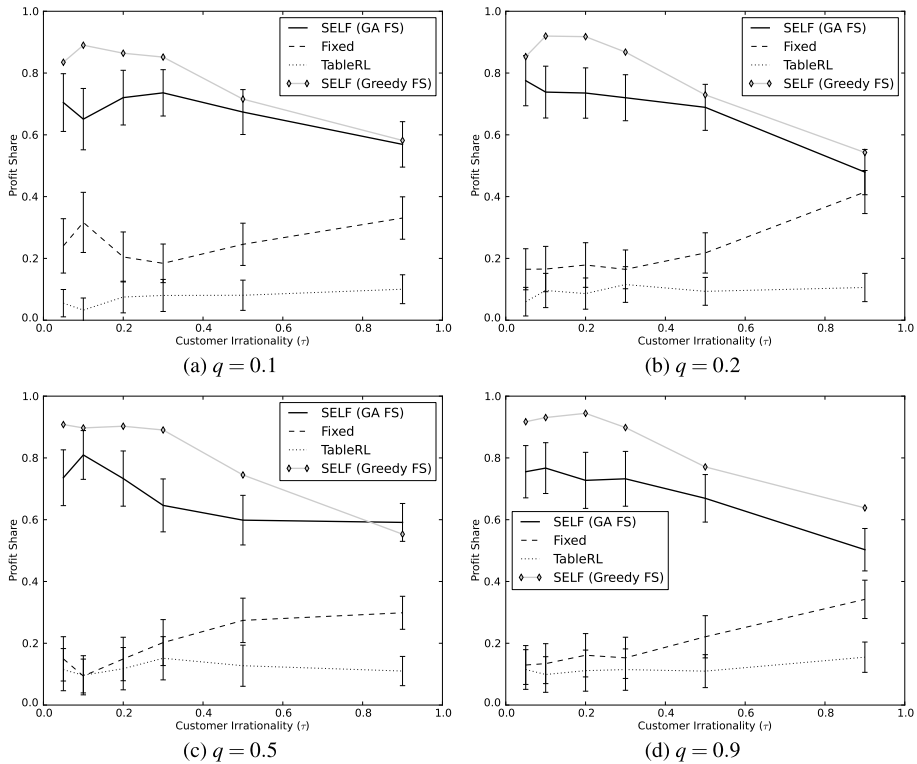 1.0
0.8
0.6
0.4
0.2
0.0
Profit Share
SELF (GA FS)
Fixed
TableRL
SELF (Greedy FS)
0.0 0.2 0.4 0.6 0.8 1.0
Customer Irrationality (τ)
(a) q = 0.1
1.0
0.8
0.6
0.4
0.2
0.0
Profit Share
SELF (GA FS)
Fixed
TableRL
SELF (Greedy FS)
0.0 0.2 0.4 0.6 0.8 1.0
Customer Irrationality (τ)
(b) q = 0.2
1.0
0.8
0.6
0.4
0.2
0.0
Profit Share
SELF (GA FS)
Fixed
TableRL
SELF (Greedy FS)
0.0 0.2 0.4 0.6 0.8 1.0
Customer Irrationality (τ)
(c) q = 0.5
1.0
0.8
0.6
0.4
0.2
0.0
Profit Share
SELF (GA FS)
Fixed
TableRL
SELF (Greedy FS)
0.0 0.2 0.4 0.6 0.8 1.0
Customer Irrationality (τ)
(d) q = 0.9